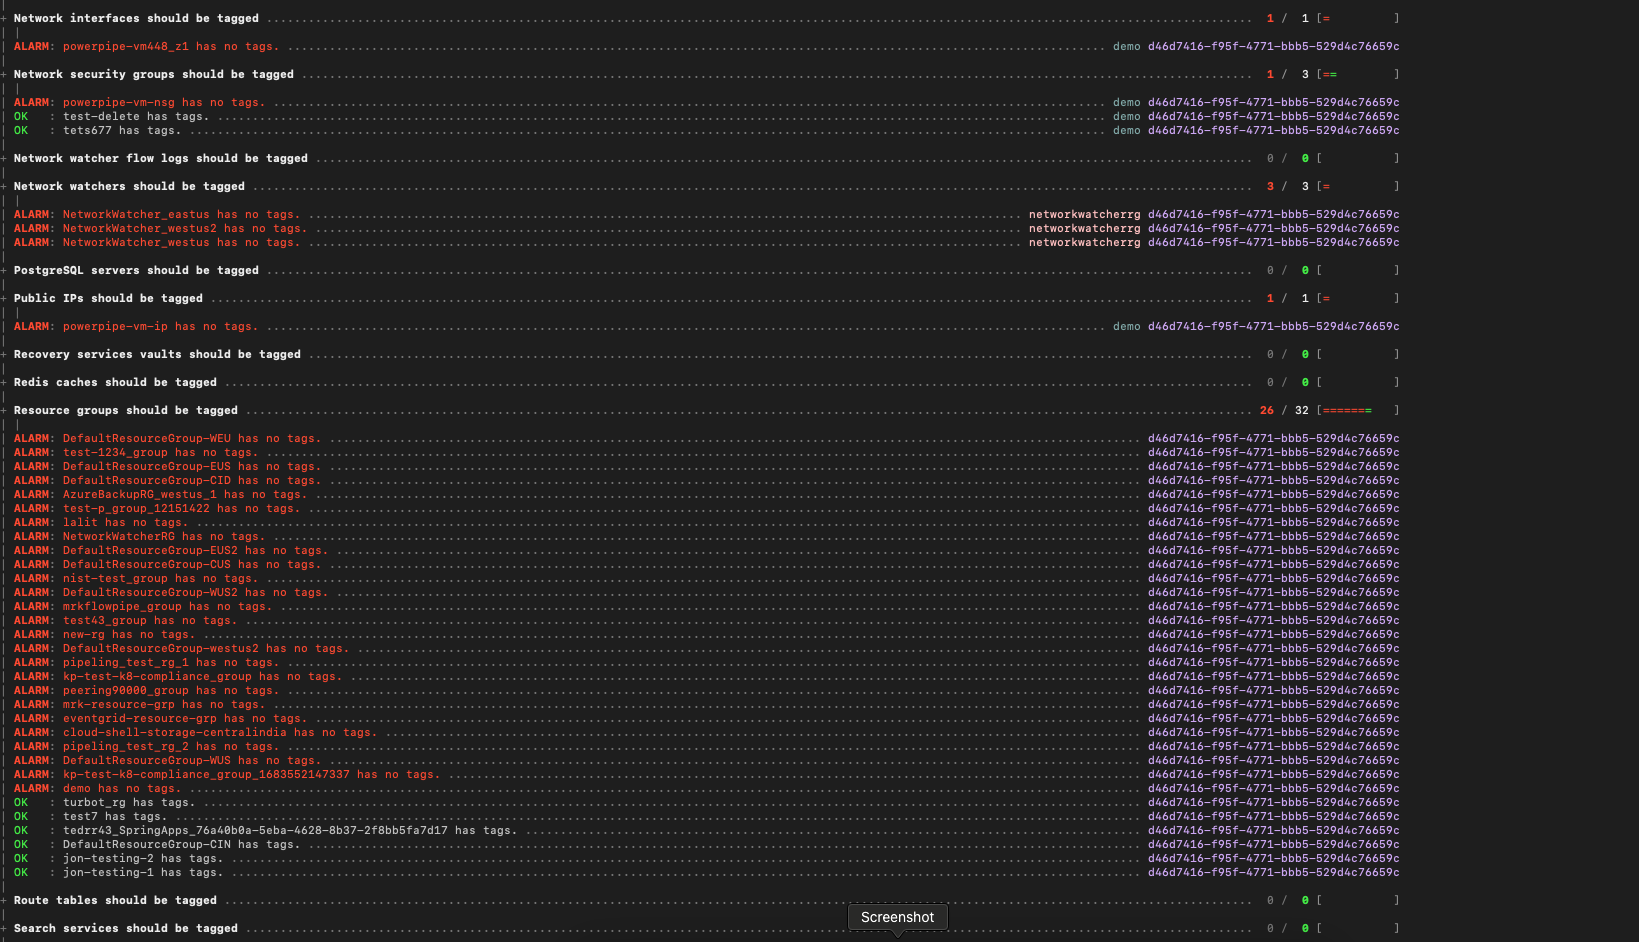 + Network interfaces should be tagged ........ 1 / 1 [= ]
| |
| ALARM: powerpipe-vm448_z1 has no tags. ........ demo d46d7416-f95f-4771-bbb5-529d4c76659c
|
+ Network security groups should be tagged ........ 1 / 3 [== ]
| |
| ALARM: powerpipe-vm-nsg has no tags. ........ demo d46d7416-f95f-4771-bbb5-529d4c76659c
| OK : test-delete has tags. ........ demo d46d7416-f95f-4771-bbb5-529d4c76659c
| OK : tets677 has tags. ........ demo d46d7416-f95f-4771-bbb5-529d4c76659c
|
+ Network watcher flow logs should be tagged ........ 0 / 0 [ ]
|
+ Network watchers should be tagged ........ 3 / 3 [= ]
| |
| ALARM: NetworkWatcher_eastus has no tags. ........ networkwatcherrg d46d7416-f95f-4771-bbb5-529d4c76659c
| ALARM: NetworkWatcher_westus2 has no tags. ........ networkwatcherrg d46d7416-f95f-4771-bbb5-529d4c76659c
| ALARM: NetworkWatcher_westus has no tags. ........ networkwatcherrg d46d7416-f95f-4771-bbb5-529d4c76659c
|
+ PostgreSQL servers should be tagged ........ 0 / 0 [ ]
|
+ Public IPs should be tagged ........ 1 / 1 [= ]
| |
| ALARM: powerpipe-vm-ip has no tags. ........ demo d46d7416-f95f-4771-bbb5-529d4c76659c
|
+ Recovery services vaults should be tagged ........ 0 / 0 [ ]
|
+ Redis caches should be tagged ........ 0 / 0 [ ]
|
+ Resource groups should be tagged ........ 26 / 32 [======= ]
| |
| ALARM: DefaultResourceGroup-WEU has no tags. ........ d46d7416-f95f-4771-bbb5-529d4c76659c
| ALARM: test-1234_group has no tags. ........ d46d7416-f95f-4771-bbb5-529d4c76659c
| ALARM: DefaultResourceGroup-EUS has no tags. ........ d46d7416-f95f-4771-bbb5-529d4c76659c
| ALARM: DefaultResourceGroup-CID has no tags. ........ d46d7416-f95f-4771-bbb5-529d4c76659c
| ALARM: AzureBackupRG_westus_1 has no tags. ........ d46d7416-f95f-4771-bbb5-529d4c76659c
| ALARM: test-p_group_12151422 has no tags. ........ d46d7416-f95f-4771-bbb5-529d4c76659c
| ALARM: lalit has no tags. ........ d46d7416-f95f-4771-bbb5-529d4c76659c
| ALARM: NetworkWatcherRG has no tags. ........ d46d7416-f95f-4771-bbb5-529d4c76659c
| ALARM: DefaultResourceGroup-EUS2 has no tags. ........ d46d7416-f95f-4771-bbb5-529d4c76659c
| ALARM: DefaultResourceGroup-CUS has no tags. ........ d46d7416-f95f-4771-bbb5-529d4c76659c
| ALARM: nist-test_group has no tags. ........ d46d7416-f95f-4771-bbb5-529d4c76659c
| ALARM: DefaultResourceGroup-WUS2 has no tags. ........ d46d7416-f95f-4771-bbb5-529d4c76659c
| ALARM: mrkflowpipe_group has no tags. ........ d46d7416-f95f-4771-bbb5-529d4c76659c
| ALARM: test43_group has no tags. ........ d46d7416-f95f-4771-bbb5-529d4c76659c
| ALARM: new-rg has no tags. ........ d46d7416-f95f-4771-bbb5-529d4c76659c
| ALARM: DefaultResourceGroup-westus2 has no tags. ........ d46d7416-f95f-4771-bbb5-529d4c76659c
| ALARM: pipeling_test_rg_1 has no tags. ........ d46d7416-f95f-4771-bbb5-529d4c76659c
| ALARM: kp-test-k8-compliance_group has no tags. ........ d46d7416-f95f-4771-bbb5-529d4c76659c
| ALARM: peering90000_group has no tags. ........ d46d7416-f95f-4771-bbb5-529d4c76659c
| ALARM: mrk-resource-grp has no tags. ........ d46d7416-f95f-4771-bbb5-529d4c76659c
| ALARM: eventgrid-resource-grp has no tags. ........ d46d7416-f95f-4771-bbb5-529d4c76659c
| ALARM: cloud-shell-storage-centralindia has no tags. ........ d46d7416-f95f-4771-bbb5-529d4c76659c
| ALARM: pipeling_test_rg_2 has no tags. ........ d46d7416-f95f-4771-bbb5-529d4c76659c
| ALARM: DefaultResourceGroup-WUS has no tags. ........ d46d7416-f95f-4771-bbb5-529d4c76659c
| ALARM: kp-test-k8-compliance_group_1683552147337 has no tags. ........ d46d7416-f95f-4771-bbb5-529d4c76659c
| ALARM: demo has no tags. ........ d46d7416-f95f-4771-bbb5-529d4c76659c
| OK : turbot_rg has tags. ........ d46d7416-f95f-4771-bbb5-529d4c76659c
| OK : test7 has tags. ........ d46d7416-f95f-4771-bbb5-529d4c76659c
| OK : tedrr43_SpringApps_76a40b0a-5eba-4628-8b37-2f8bb5fa7d17 has tags. ........ d46d7416-f95f-4771-bbb5-529d4c76659c
| OK : DefaultResourceGroup-CIN has tags. ........ d46d7416-f95f-4771-bbb5-529d4c76659c
| OK : jon-testing-2 has tags. ........ d46d7416-f95f-4771-bbb5-529d4c76659c
| OK : jon-testing-1 has tags. ........ d46d7416-f95f-4771-bbb5-529d4c76659c
|
+ Route tables should be tagged ........ 0 / 0 [ ]
|
Screenshot
+ Search services should be tagged ........ 0 / 0 [ ]